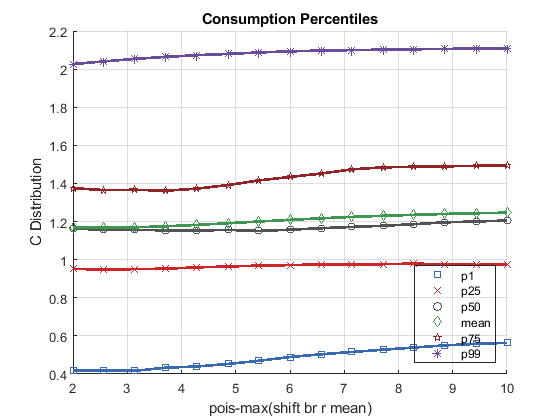 Consumption Percentiles
2.2
2
1.8
1.6
1.4
1.2
1
0.8
0.6
0.4
C Distribution
p1
p25
p50
mean
p75
p99
2 3 4 5 6 7 8 9 10
pois-max(shift br r mean)